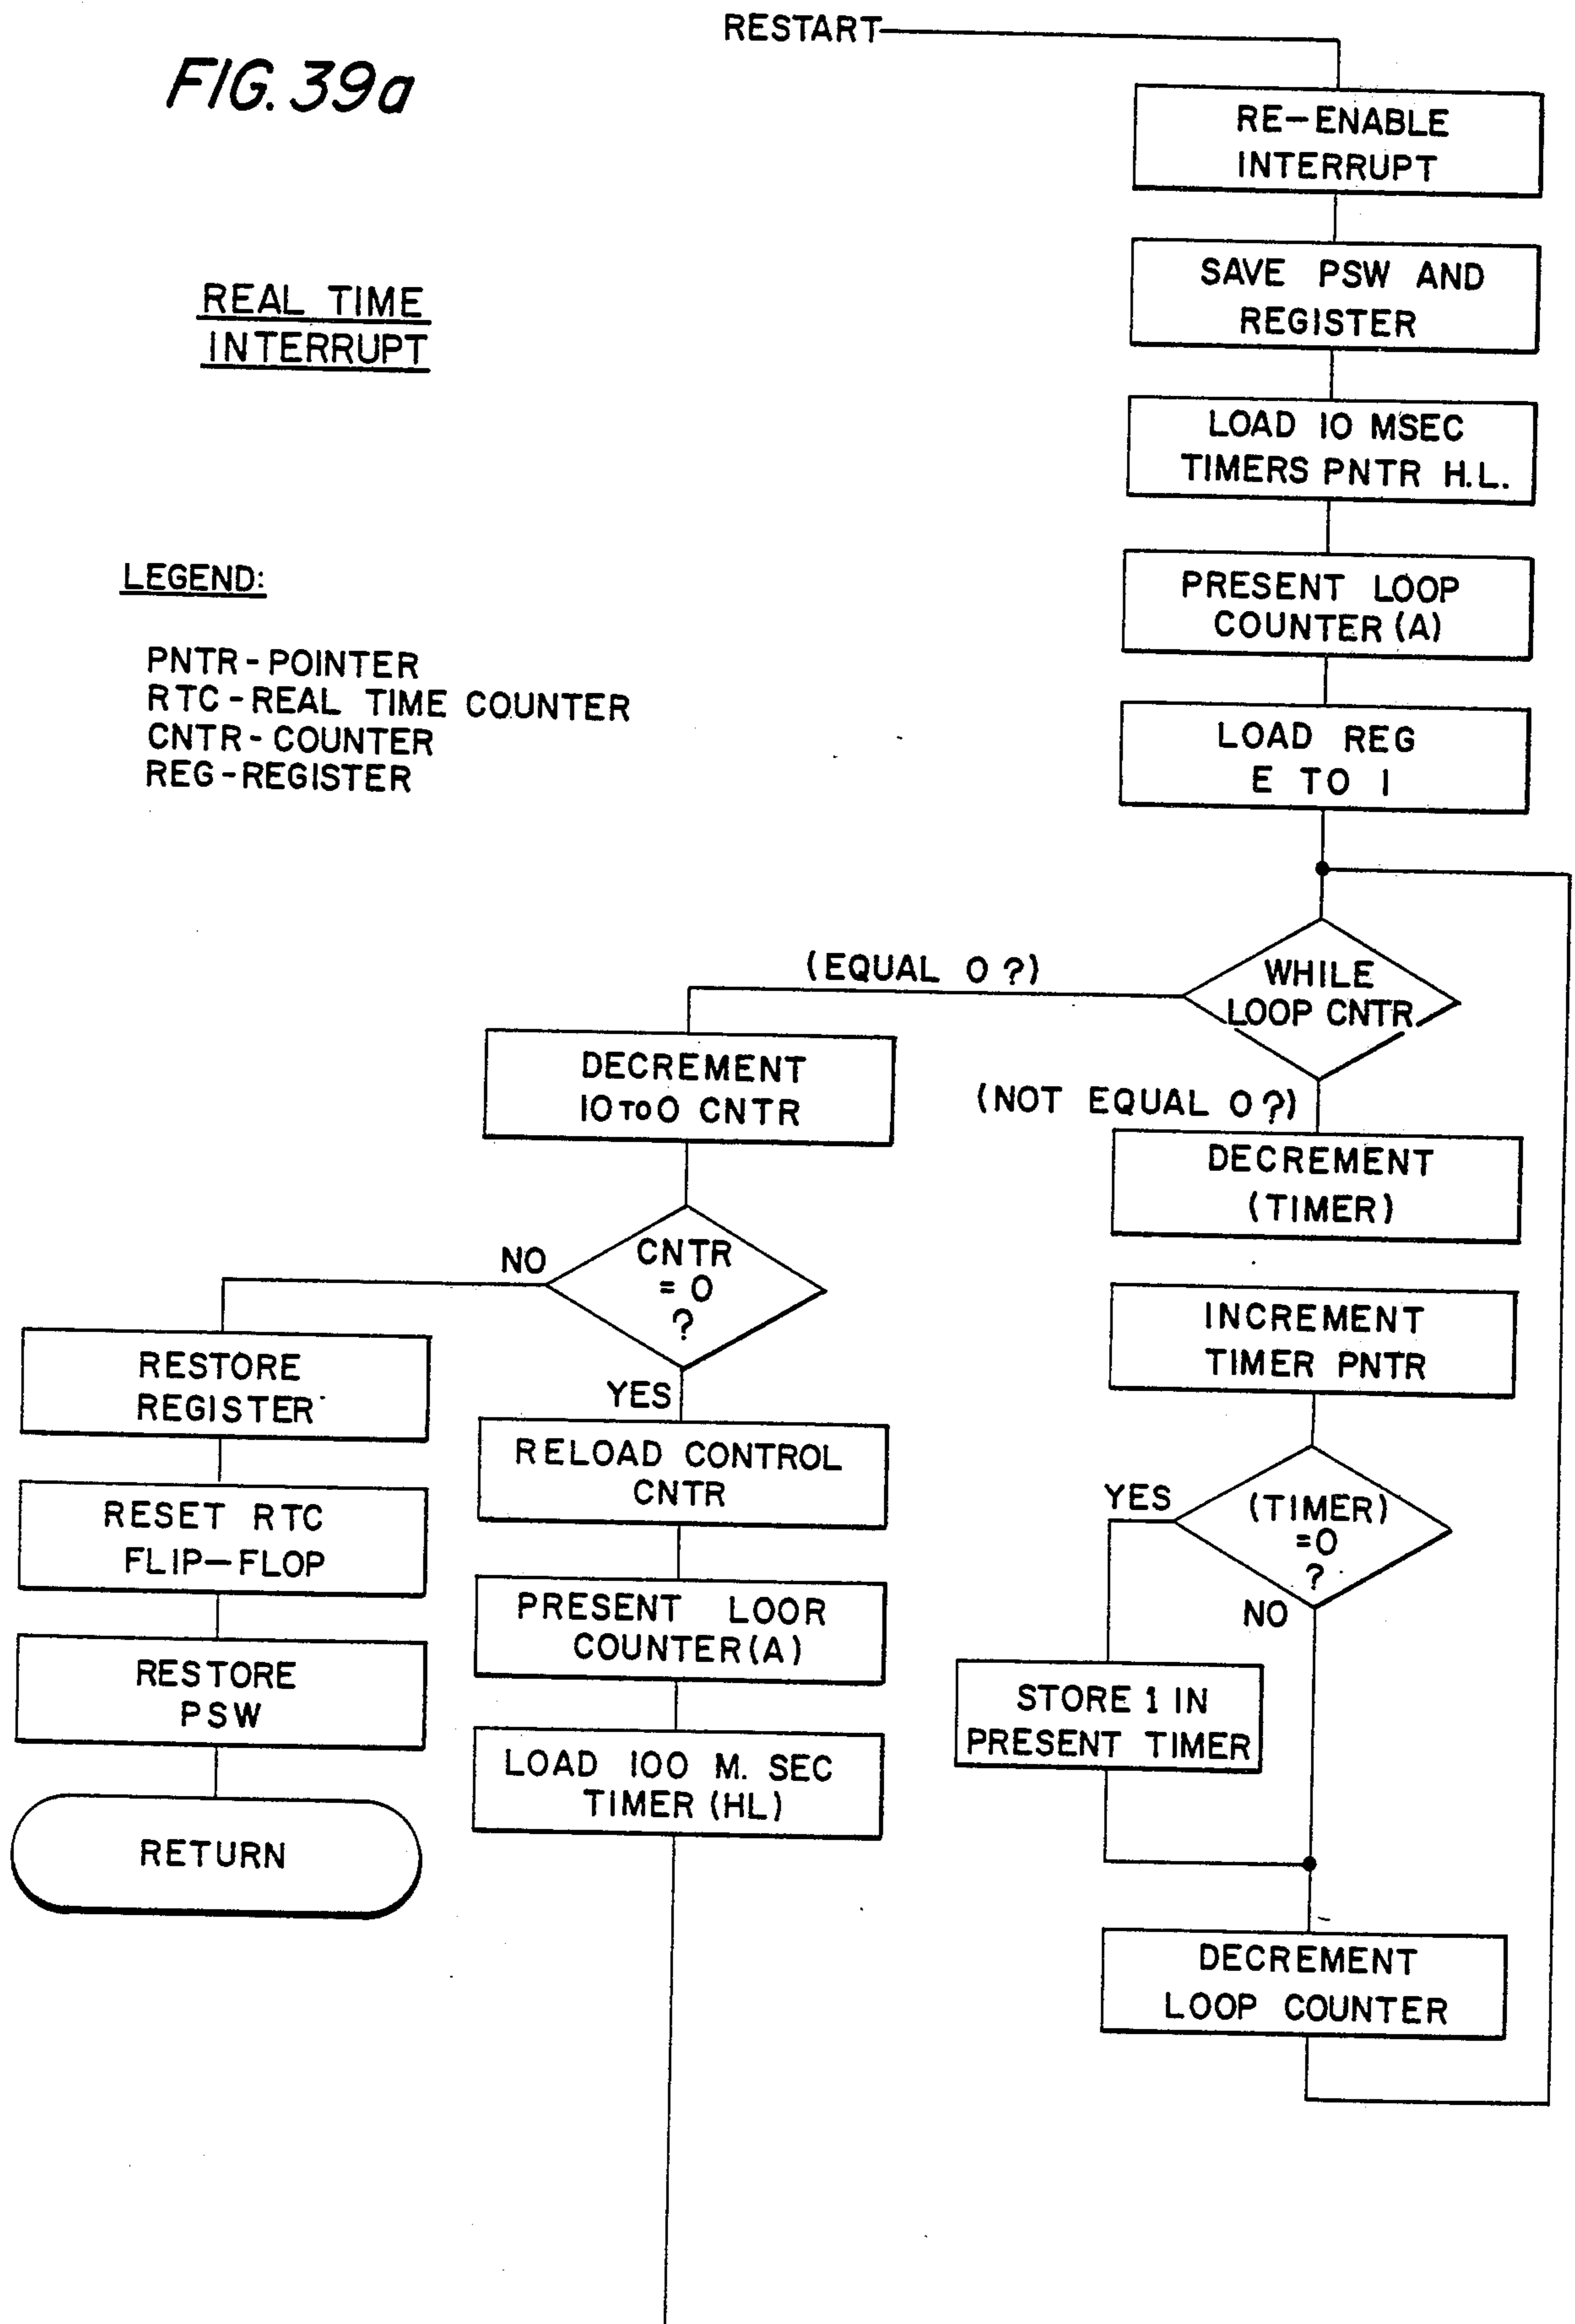 FIG. 39a
REAL TIME
INTERRUPT
LEGEND:
PNTR-POINTER
RTC-REAL TIME COUNTER
CNTR-COUNTER
REG-REGISTER
RESTART
RE-ENABLE
INTERRUPT
SAVE PSW AND
REGISTER
LOAD 10 MSEC
TIMERS PNTR H.L.
PRESENT LOOP
COUNTER (A)
LOAD REG
E TO 1
WHILE
LOOP CNTR
(EQUAL 0?)
(NOT EQUAL 0?)
DECREMENT
(TIMER)
INCREMENT
TIMER PNTR
(TIMER)
=0
?
YES
NO
STORE 1 IN
PRESENT TIMER
DECREMENT
LOOP COUNTER
DECREMENT
10 TO 0 CNTR
CNTR
= 0
?
NO
YES
RELOAD CONTROL
CNTR
PRESENT LOOR
COUNTER (A)
LOAD 100 M. SEC
TIMER (HL)
RESTORE
REGISTER
RESET RTC
FLIP-FLOP
RESTORE
PSW
RETURN